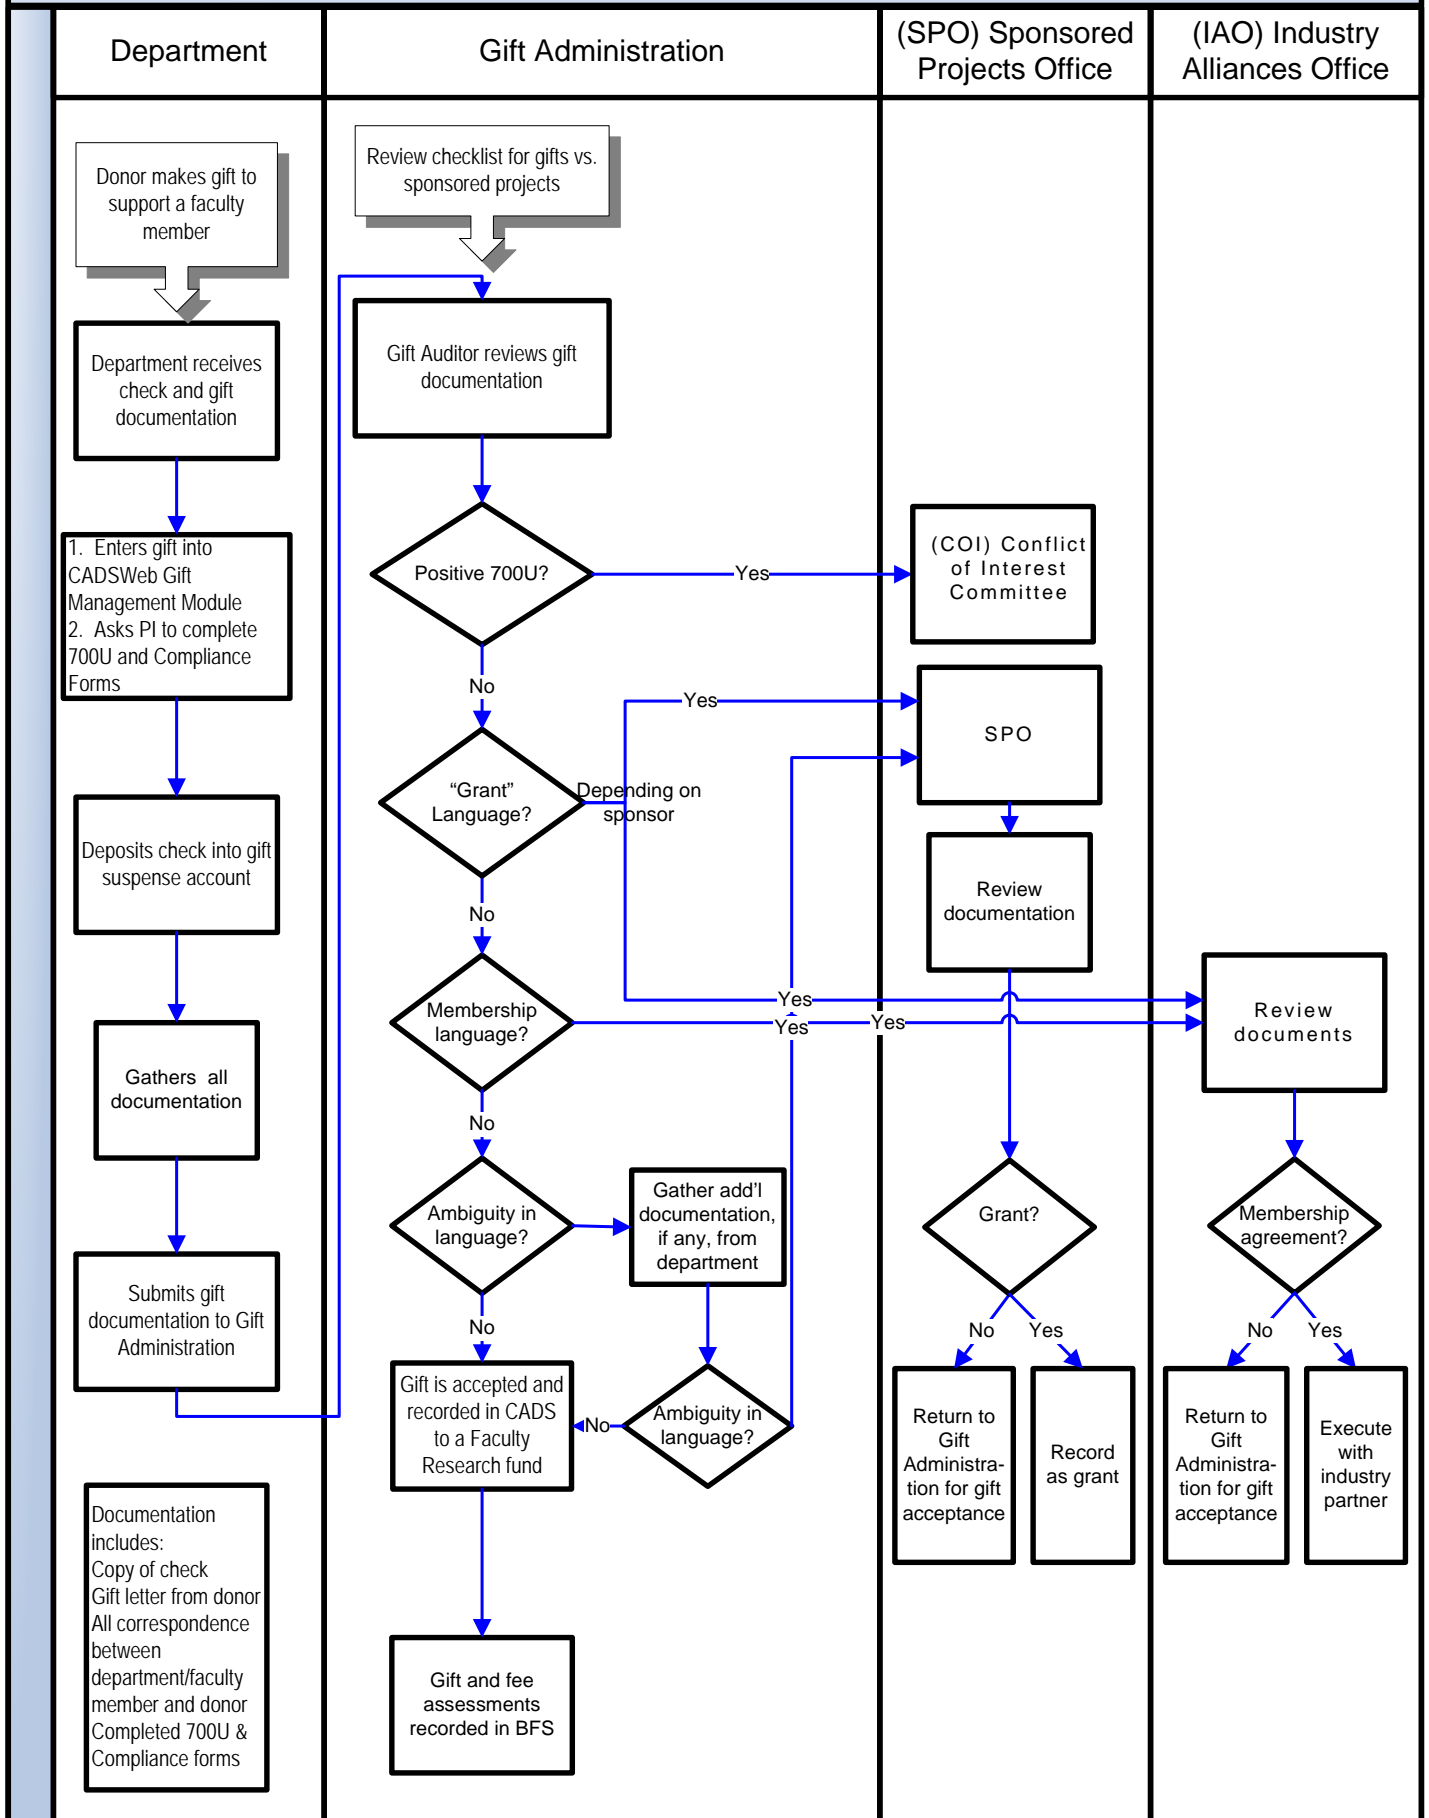 Department
Gift Administration
(SPO) Sponsored
Projects Office
(IAO) Industry
Alliances Office
Donor makes gift to
support a faculty
member
Department receives
check and gift
documentation
1. Enters gift into
CADSWeb Gift
Management Module
2. Asks PI to complete
700U and Compliance
Forms
Deposits check into gift
suspense account
Gathers all
documentation
Submits gift
documentation to Gift
Administration
Documentation
includes:
Copy of check
Gift letter from donor
All correspondence
between
department/faculty
member and donor
Completed 700U &
Compliance forms
Review checklist for gifts vs.
sponsored projects
Gift Auditor reviews gift
documentation
Positive 700U?
Yes
No
"Grant"
Language?
Depending on
sponsor
Yes
Yes
No
Membership
language?
Yes
No
Ambiguity in
language?
No
Gather add'l
documentation,
if any, from
department
Ambiguity in
language?
No
Yes
Gift is accepted and
recorded in CADS
to a Faculty
Research fund
Gift and fee
assessments
recorded in BFS
(COI) Conflict
of Interest
Committee
SPO
Review
documentation
Grant?
No
Yes
Return to
Gift
Administra-
tion for gift
acceptance
Record
as grant
Review
documents
Membership
agreement?
No
Yes
Return to
Gift
Administra-
tion for gift
acceptance
Execute
with
industry
partner